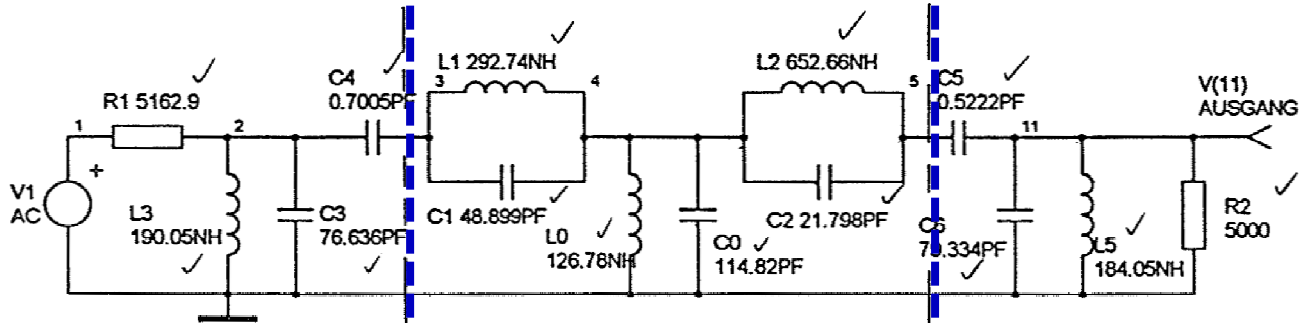 L1 292.74NH
L2 652.66NH
C4
3
4
5
C5
R1 5162.9
0.7005PF
0.5222PF
V(11)
AUSGANG
1
2
11
+
V1
AC
L3
190.05NH
C3
76.636PF
C1 48.899PF
L0
126.78NH
C0
114.82PF
C2 21.798PF
C6
L5
184.05NH
R2
5000